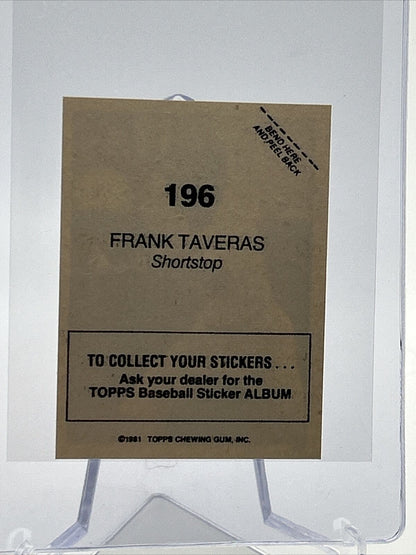 BEND HERE
AND PEEL BACK
196
FRANK TAVERAS
Shortstop
TO COLLECT YOUR STICKERS...
Ask your dealer for the
TOPPS Baseball Sticker ALBUM
©1981 TOPPS CHEWING GUM, INC.